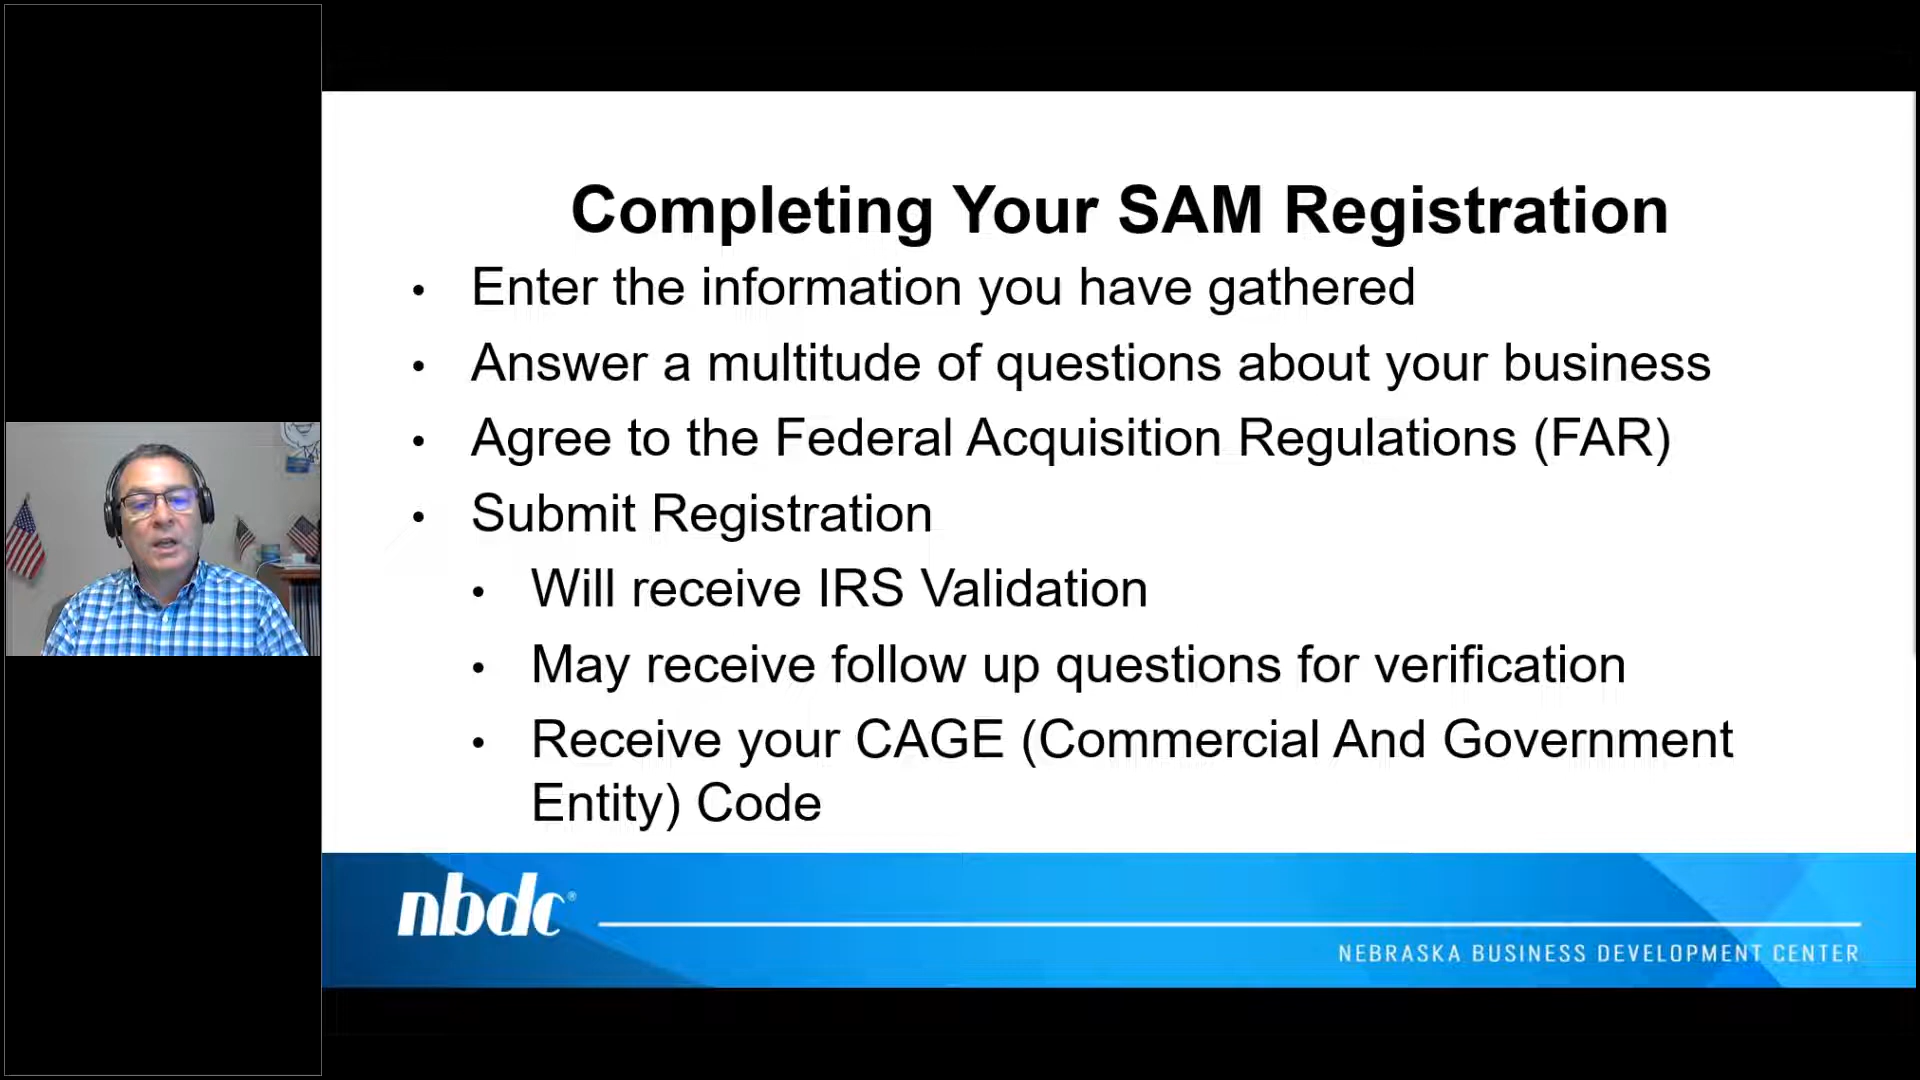 Completing Your SAM Registration
• Enter the information you have gathered
• Answer a multitude of questions about your business
• Agree to the Federal Acquisition Regulations (FAR)
• Submit Registration
• Will receive IRS Validation
• May receive follow up questions for verification
• Receive your CAGE (Commercial And Government
Entity) Code
nbdc®
NEBRASKA BUSINESS DEVELOPMENT CENTER